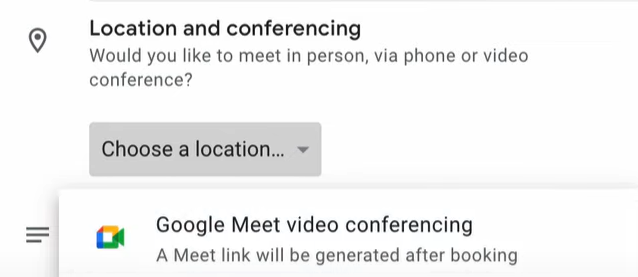 Location and conferencing
Would you like to meet in person, via phone or video
conference?
Choose a location...
Google Meet video conferencing
A Meet link will be generated after booking